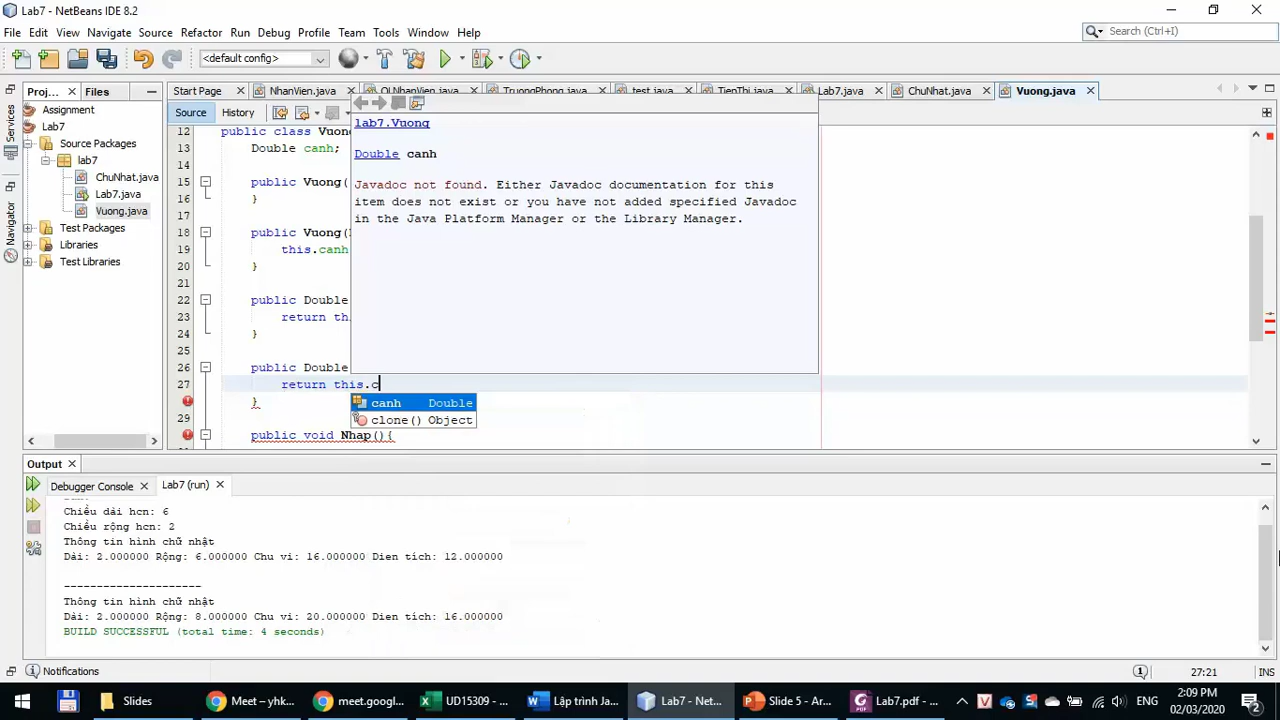 Lab7 - NetBeans IDE 8.2
File Edit View Navigate Source Refactor Run Debug Profile Team Tools Window Help
Search (Ctrl+I)
<default config>
Proj... Files
Start Page NhanVien.java QLNhanVien.java TruongPhong.java test.java TienThi.java Lab7.java ChuNhat.java Vuong.java
Source History
Services
Navigator
Assignment
Lab7
Source Packages
lab7
ChuNhat.java
Lab7.java
Vuong.java
Test Packages
Libraries
Test Libraries
12 public class Vuong
13 Double canh;
15 public Vuong(
16 }
18 public Vuong(
19 this.canh
20 }
21
22 public Double
23 return th
24 }
25
26 public Double
27 return this.c
}
public void Nhap(){
lab7.Vuong
Double canh
Javadoc not found. Either Javadoc documentation for this
item does not exist or you have not added specified Javadoc
in the Java Platform Manager or the Library Manager.
canh Double
clone() Object
Output
Debugger Console Lab7 (run)
Chiều dài hcn: 6
Chiều rộng hcn: 2
Thông tin hình chữ nhật
Dài: 2.000000 Rộng: 6.000000 Chu vi: 16.000000 Dien tích: 12.000000
---------------------
Thông tin hình chữ nhật
Dài: 2.000000 Rộng: 8.000000 Chu vi: 20.000000 Dien tích: 16.000000
BUILD SUCCESSFUL (total time: 4 seconds)
Notifications
1
27:21
INS
Slides
Meet – yhk...
meet.googl...
UD15309 - ...
Lập trình Ja...
Lab7 - Net...
Slide 5 - Ar...
Lab7.pdf - ...
ENG
2:09 PM
02/03/2020